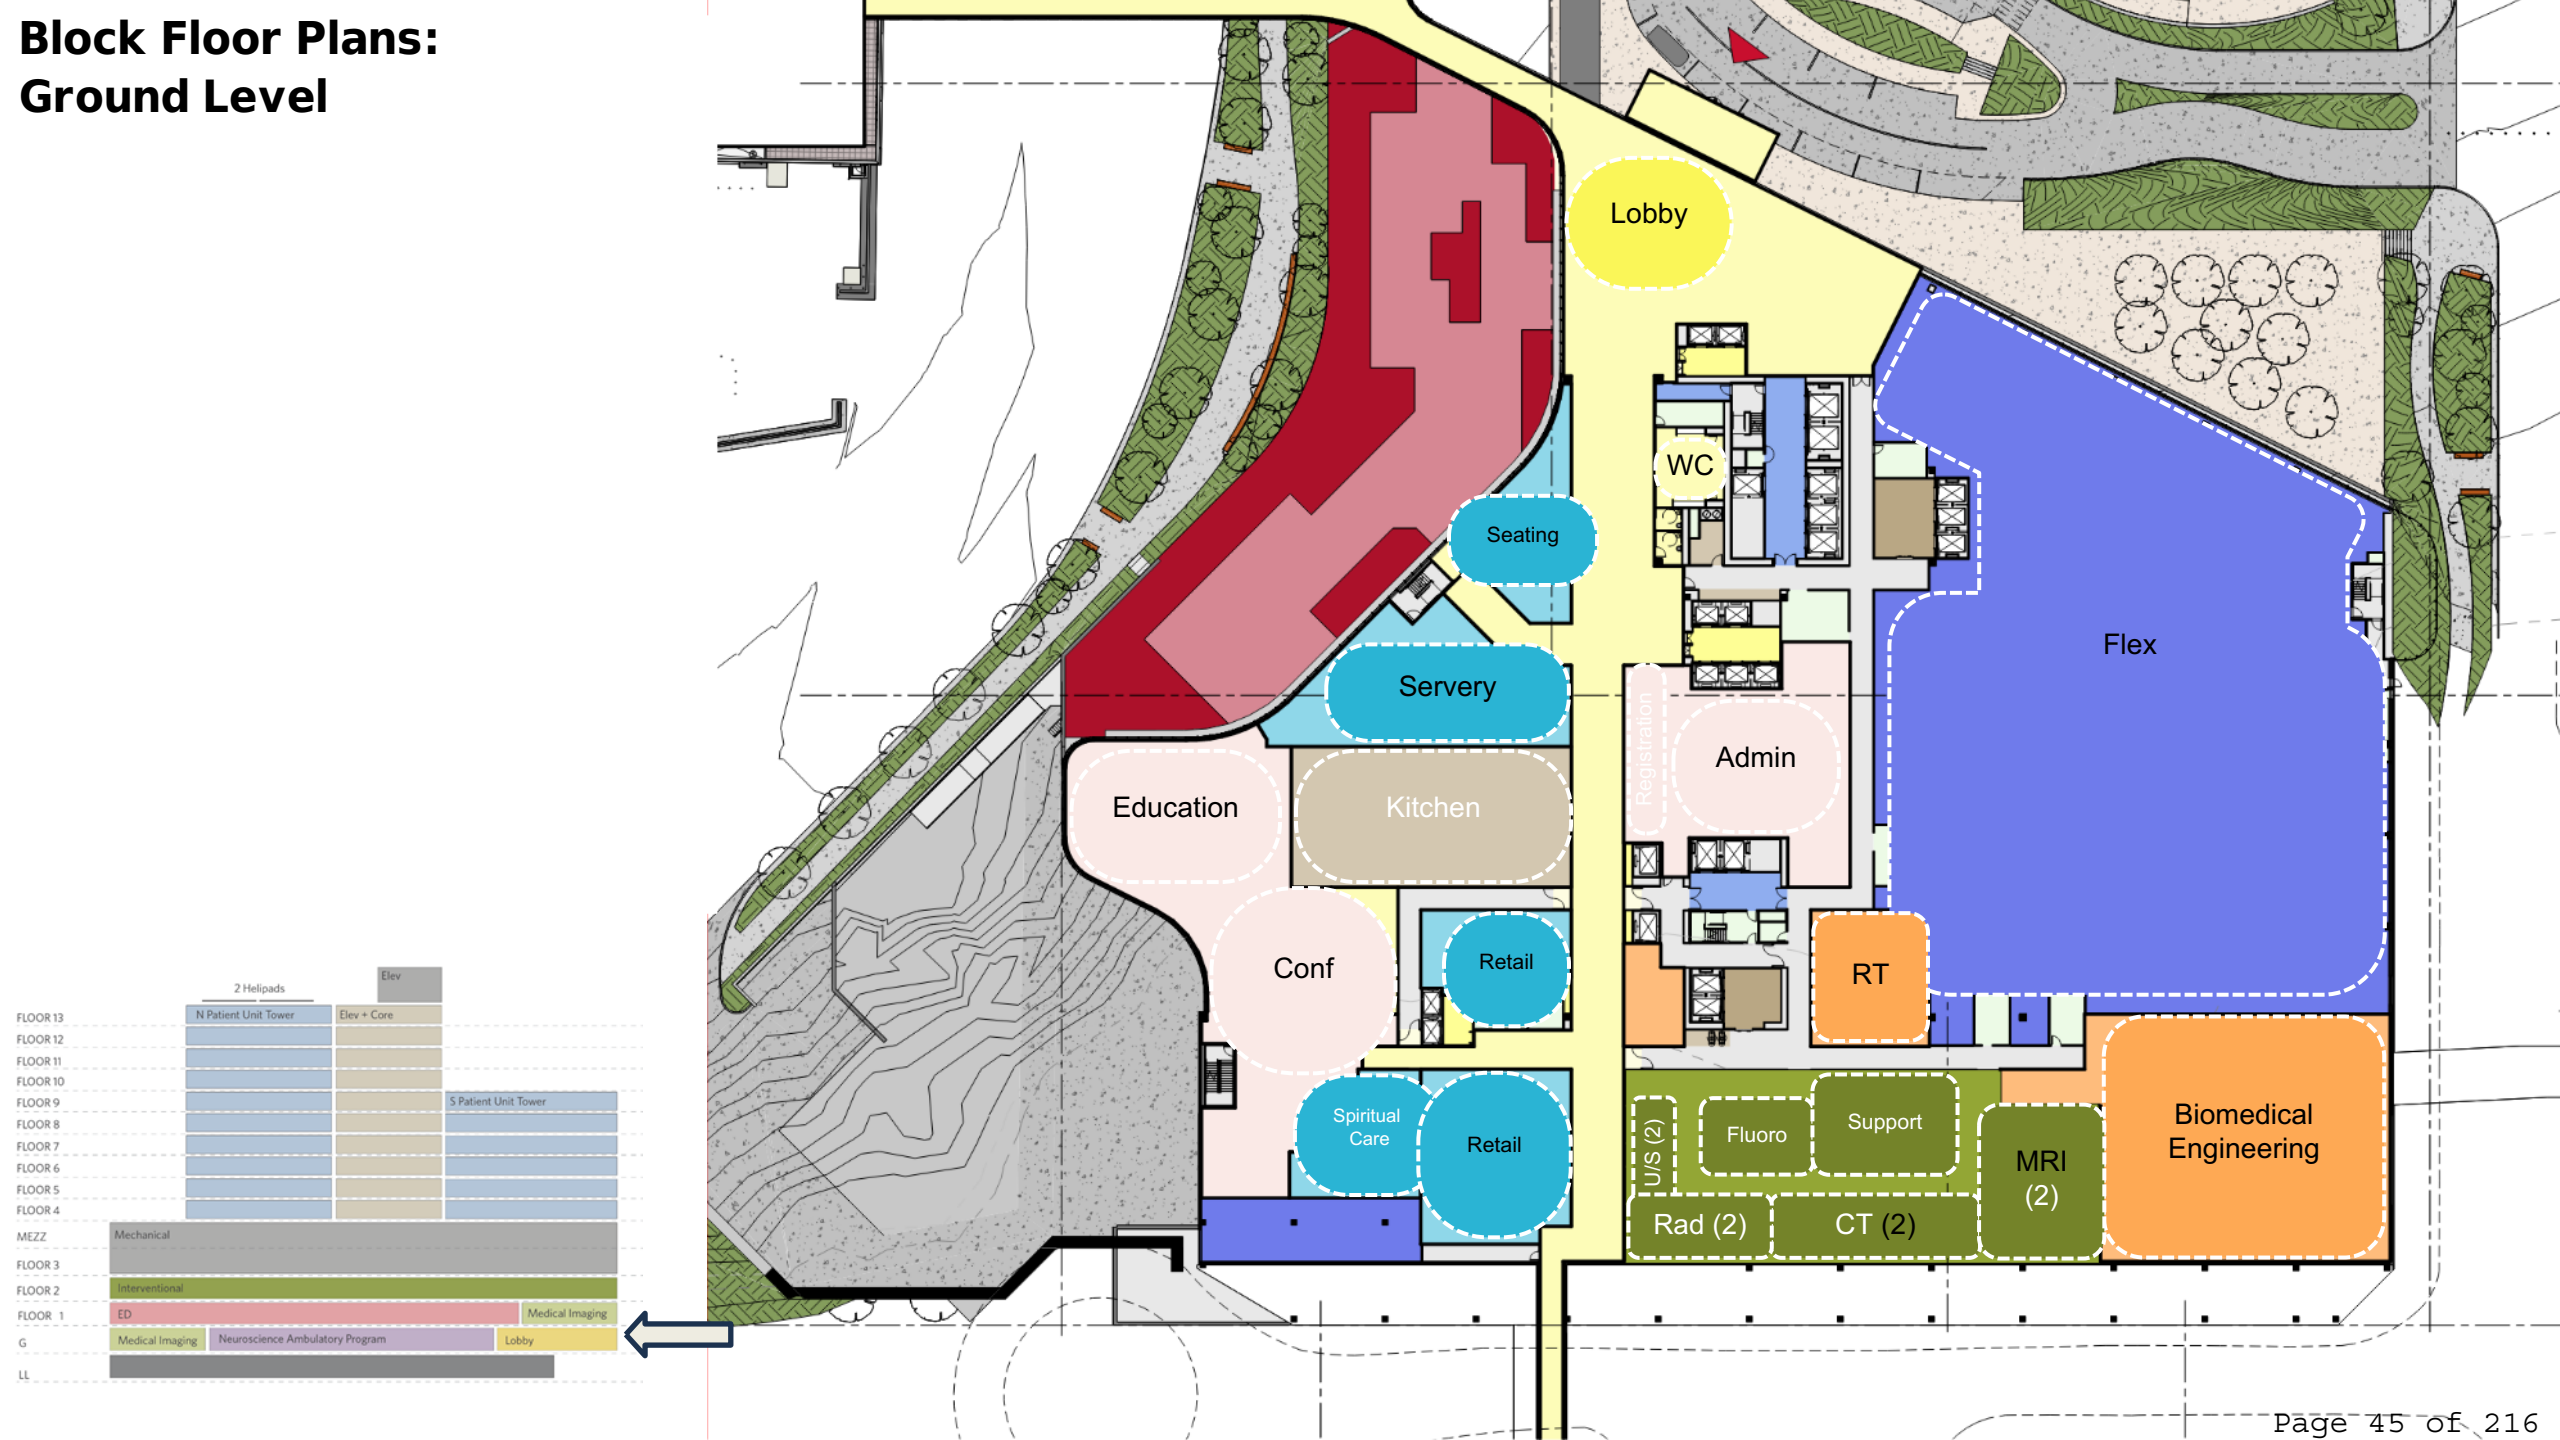 Block Floor Plans:
Ground Level
Lobby
WC
Seating
Flex
Servery
Registration
Admin
Education
Kitchen
Conf
Retail
RT
Spiritual
Care
Retail
U/S (2)
Fluoro
Support
MRI
(2)
Biomedical
Engineering
Rad (2)
CT (2)
Elev
2 Helipads
FLOOR 13
N Patient Unit Tower
Elev + Core
FLOOR 12
FLOOR 11
FLOOR 10
FLOOR 9
S Patient Unit Tower
FLOOR 8
FLOOR 7
FLOOR 6
FLOOR 5
FLOOR 4
MEZZ
Mechanical
FLOOR 3
FLOOR 2
Interventional
FLOOR 1
ED
Medical Imaging
G
Medical Imaging
Neuroscience Ambulatory Program
Lobby
LL
Page 45 of 216